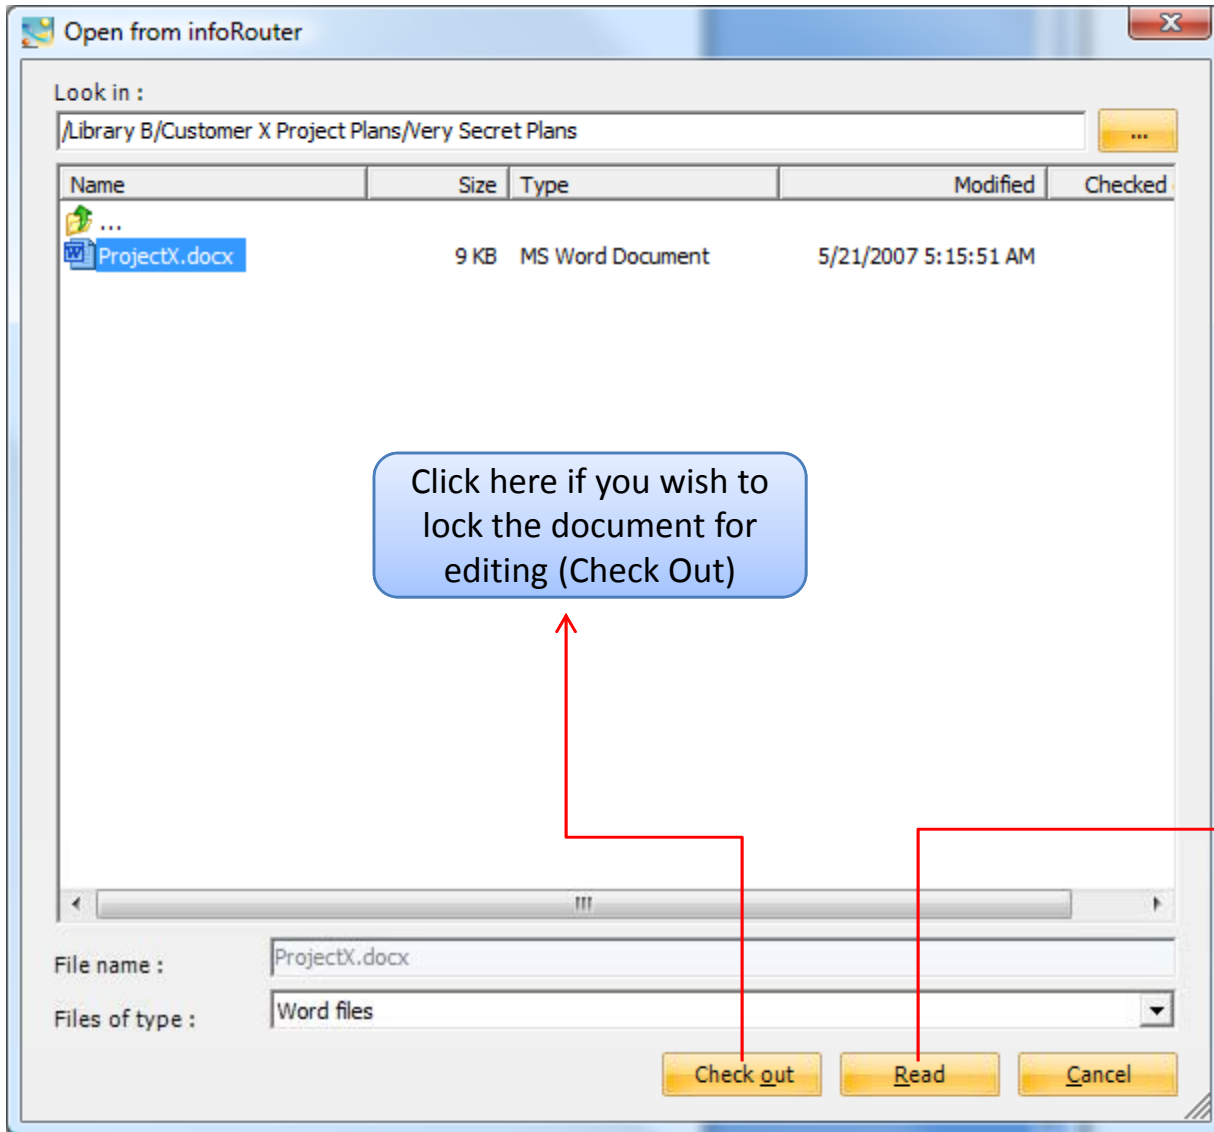 Open from infoRouter
Look in :
/Library B/Customer X Project Plans/Very Secret Plans
...
Name Size Type Modified Checked
...
ProjectX.docx 9 KB MS Word Document 5/21/2007 5:15:51 AM
Click here if you wish to
lock the document for
editing (Check Out)
File name : ProjectX.docx
Files of type : Word files
Check out Read Cancel